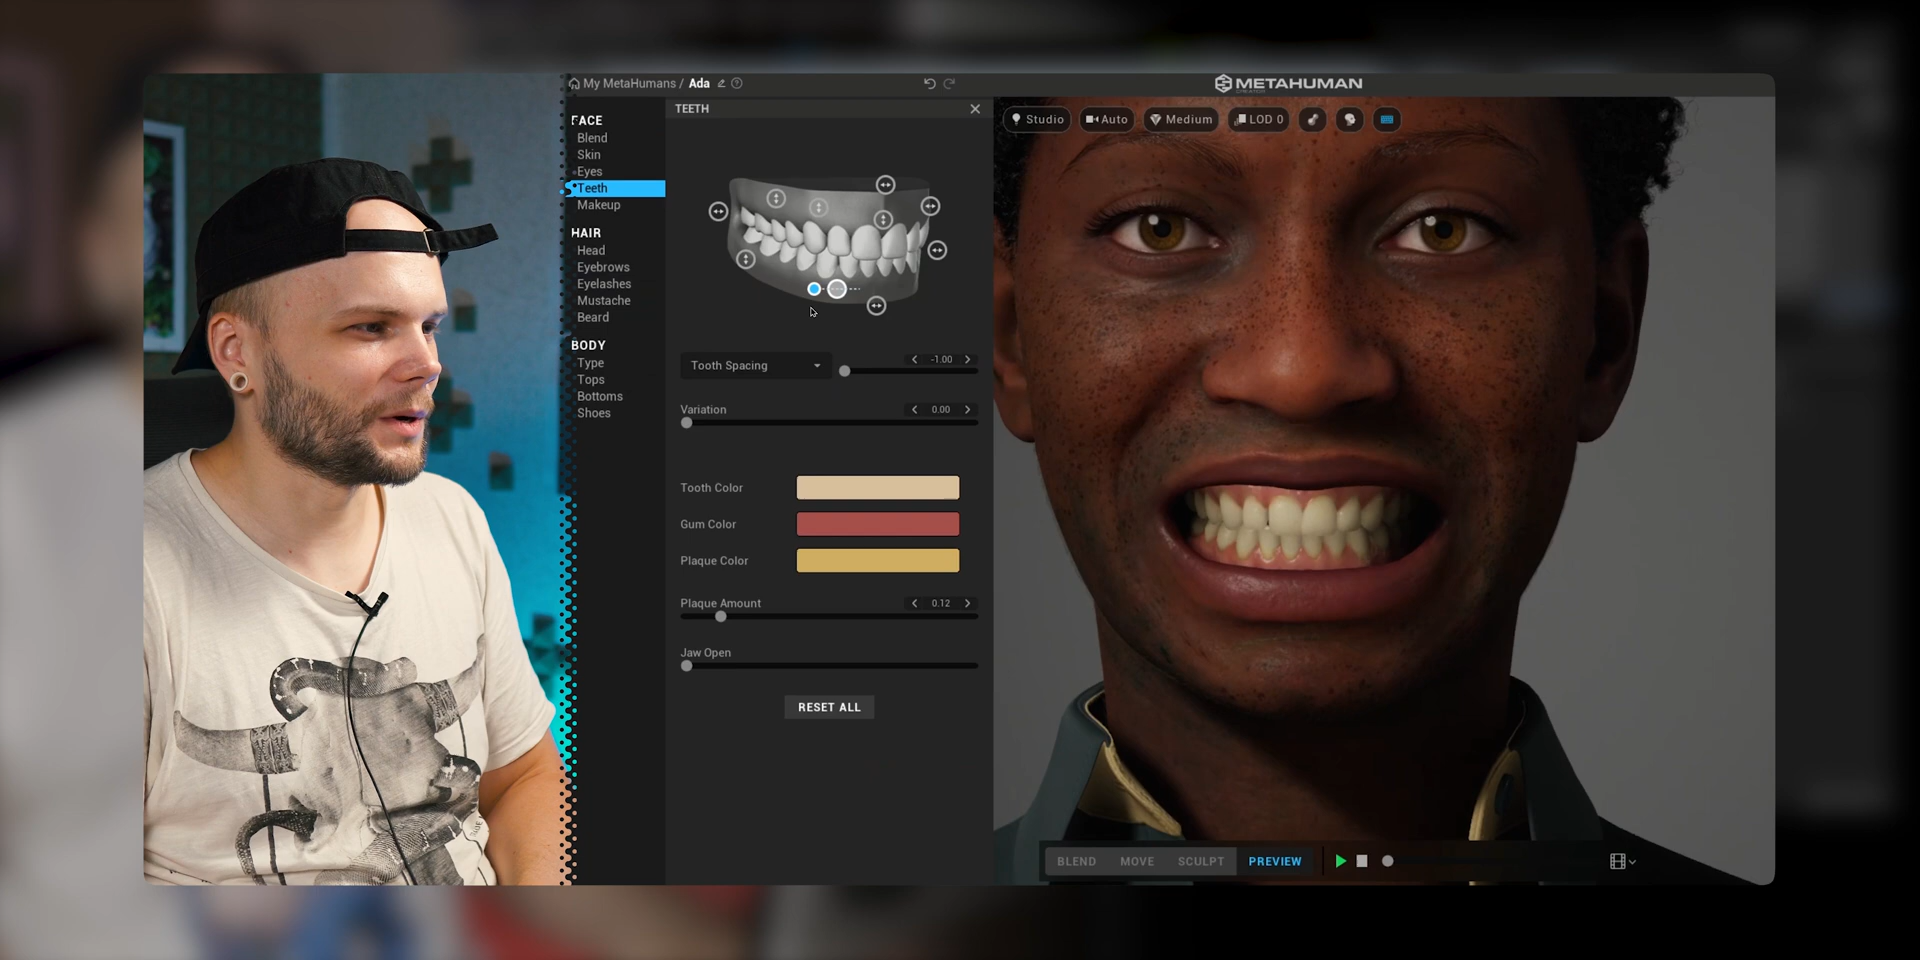 My MetaHumans / Ada
METAHUMAN
FACE
Blend
Skin
Eyes
Teeth
Makeup
HAIR
Head
Eyebrows
Eyelashes
Mustache
Beard
BODY
Type
Tops
Bottoms
Shoes
TEETH
Tooth Spacing
-1.00
Variation
0.00
Tooth Color
Gum Color
Plaque Color
Plaque Amount
0.12
Jaw Open
RESET ALL
Studio
Auto
Medium
LOD 0
BLEND
MOVE
SCULPT
PREVIEW